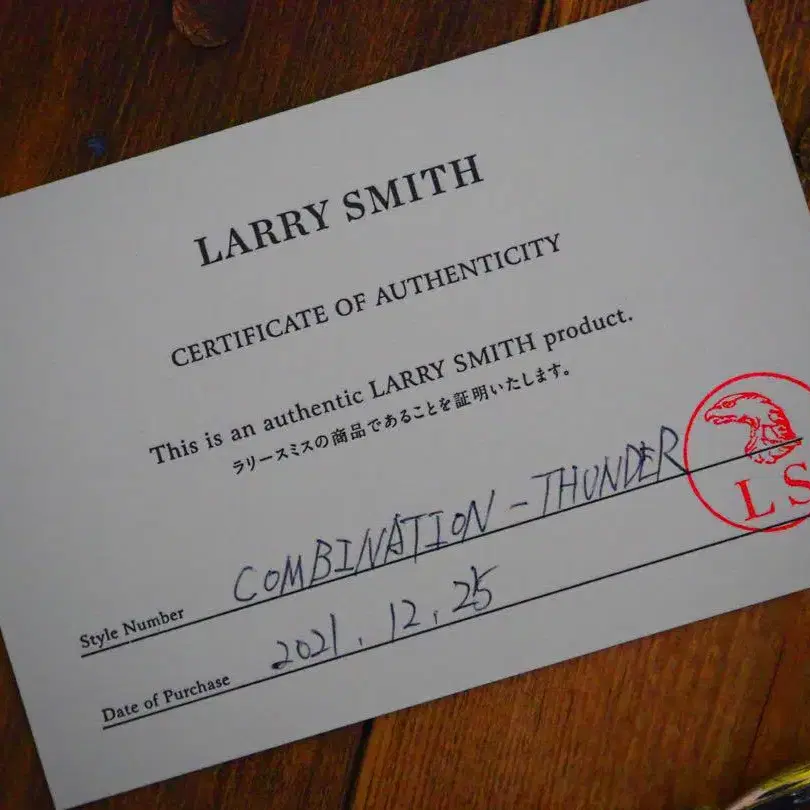 LARRY SMITH
CERTIFICATE OF AUTHENTICITY
This is an authentic LARRY SMITH product.
ラリースミスの商品であることを証明いたします。
Style Number COMBINATION - THUNDER
LS
Date of Purchase 2021. 12. 25